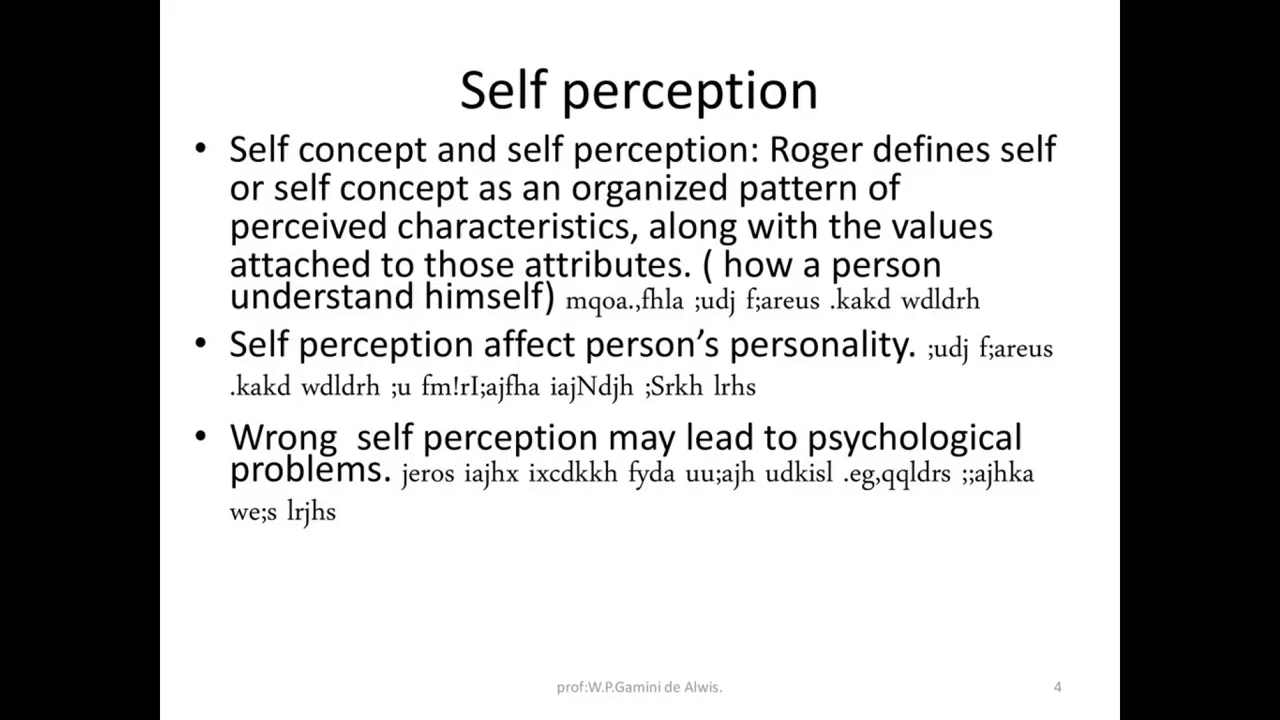 Self perception
• Self concept and self perception: Roger defines self
or self concept as an organized pattern of
perceived characteristics, along with the values
attached to those attributes. ( how a person
understand himself) mqoa.,fhla ;udj f;areus .kakd wdldrh
• Self perception affect person’s personality. ;udj f;areus
.kakd wdldrh ;u fm!rI;ajfha iajNdjh ;Srkh lrhs
• Wrong  self perception may lead to psychological
problems. jeros iajhx ixcdkkh fyda uu;ajh udkisl .eg,qqldrs ;;ajhka
we;s lrjhs
prof:W.P.Gamini de Alwis.
4